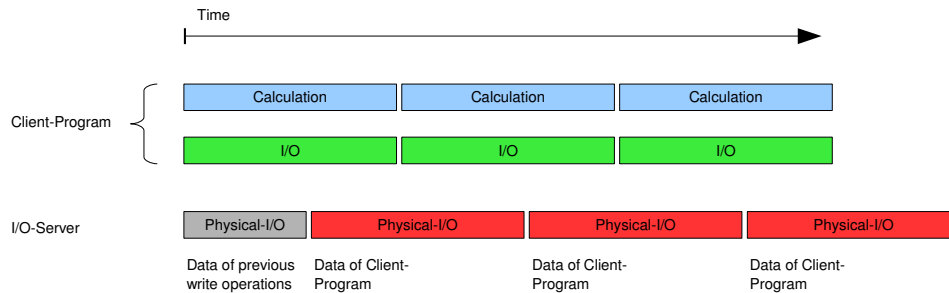 Time
Calculation Calculation Calculation
Client-Program
I/O I/O I/O
I/O-Server Physical-I/O Physical-I/O Physical-I/O Physical-I/O
Data of previous Data of Client- Data of Client- Data of Client-
write operations Program Program Program